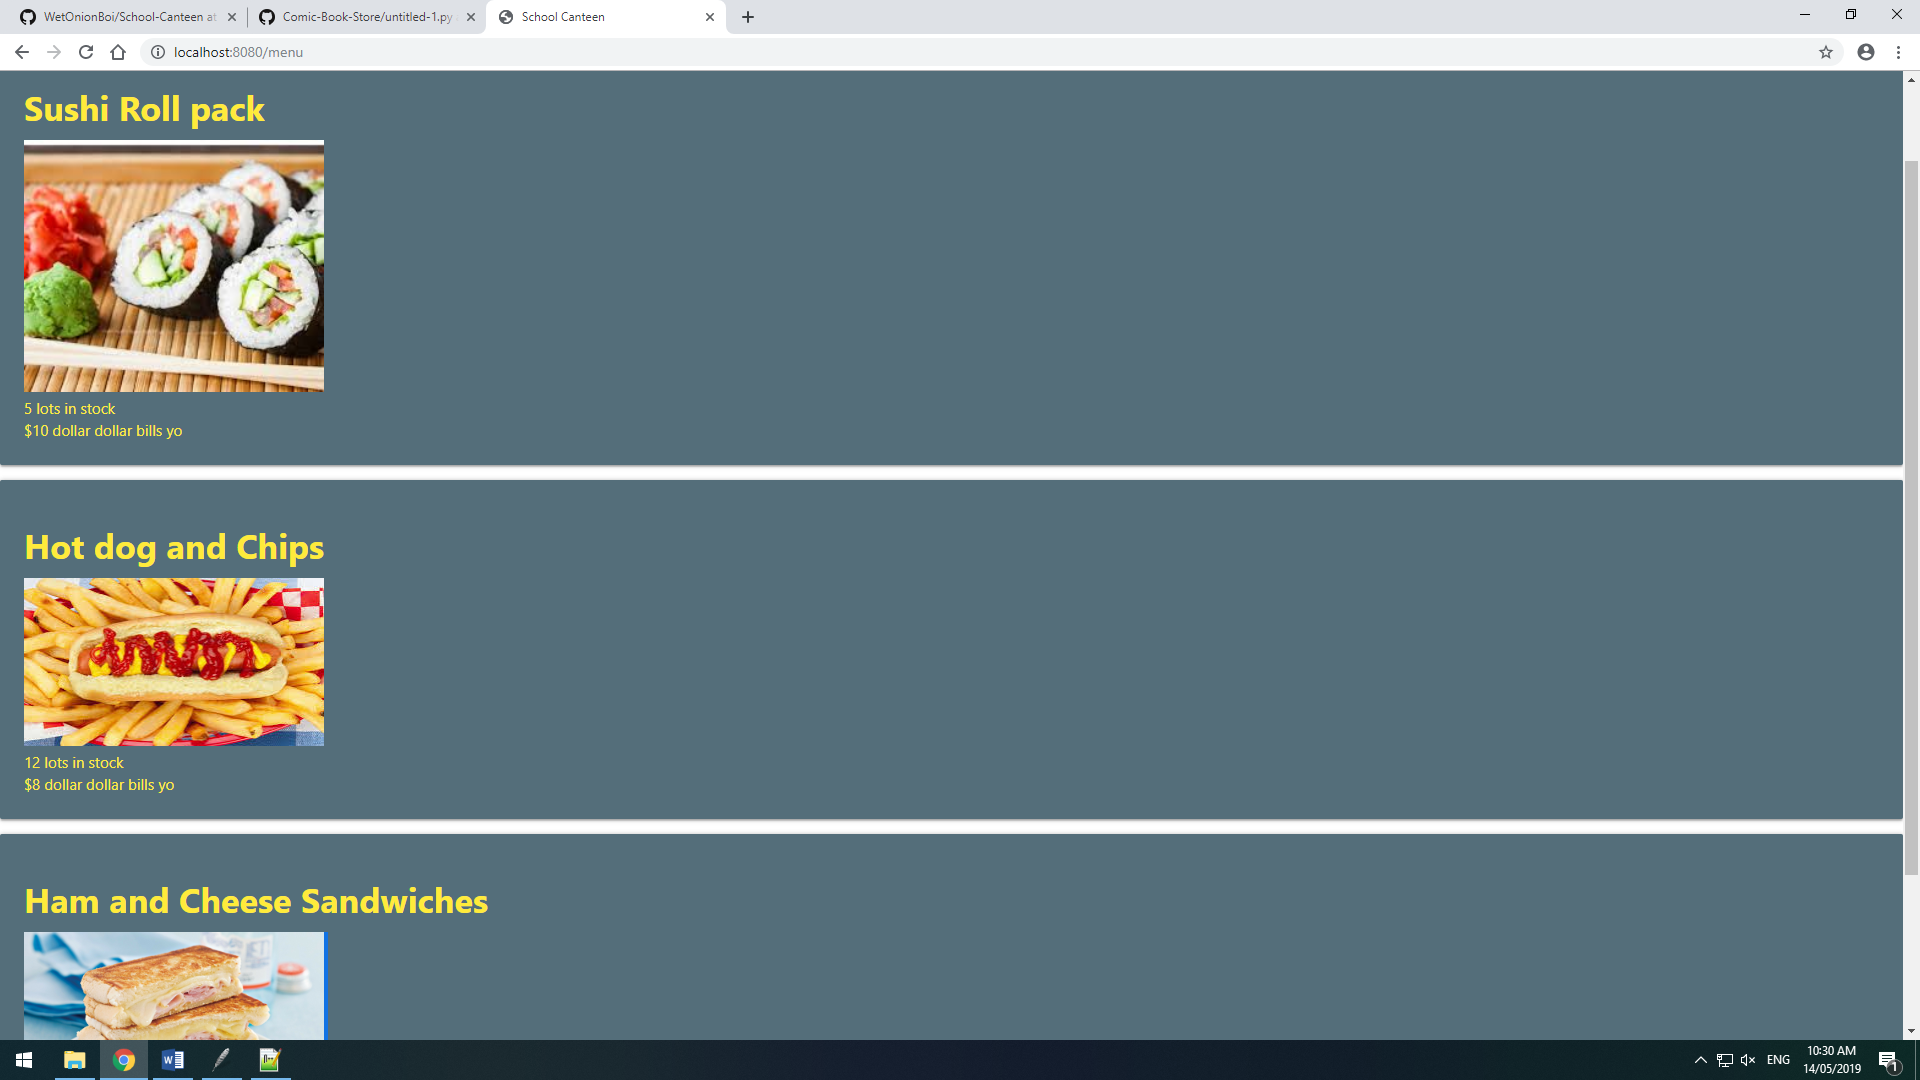 WetOnionBoi/School-Canteen at
Comic-Book-Store/untitled-1.py
School Canteen
localhost:8080/menu
Sushi Roll pack
5 lots in stock
$10 dollar dollar bills yo
Hot dog and Chips
12 lots in stock
$8 dollar dollar bills yo
Ham and Cheese Sandwiches
ENG
10:30 AM
14/05/2019
1